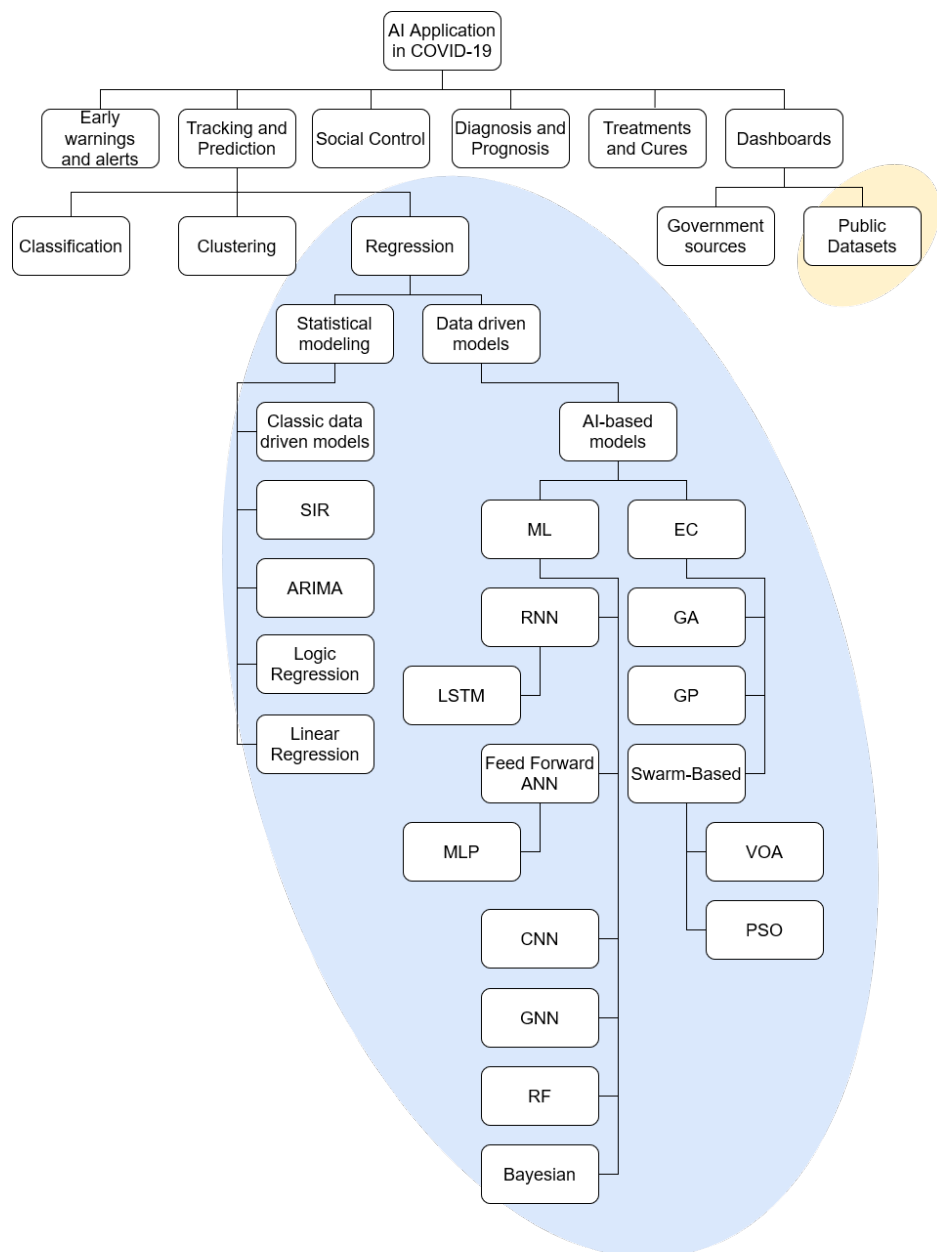 AI Application
in COVID-19
Early
warnings
and alerts
Tracking and
Prediction
Social Control
Diagnosis and
Prognosis
Treatments
and Cures
Dashboards
Classification
Clustering
Regression
Government
sources
Public
Datasets
Statistical
modeling
Data driven
models
Classic data
driven models
SIR
ARIMA
Logic
Regression
Linear
Regression
AI-based
models
ML
EC
RNN
GA
LSTM
GP
Feed Forward
ANN
Swarm-Based
MLP
VOA
CNN
PSO
GNN
RF
Bayesian